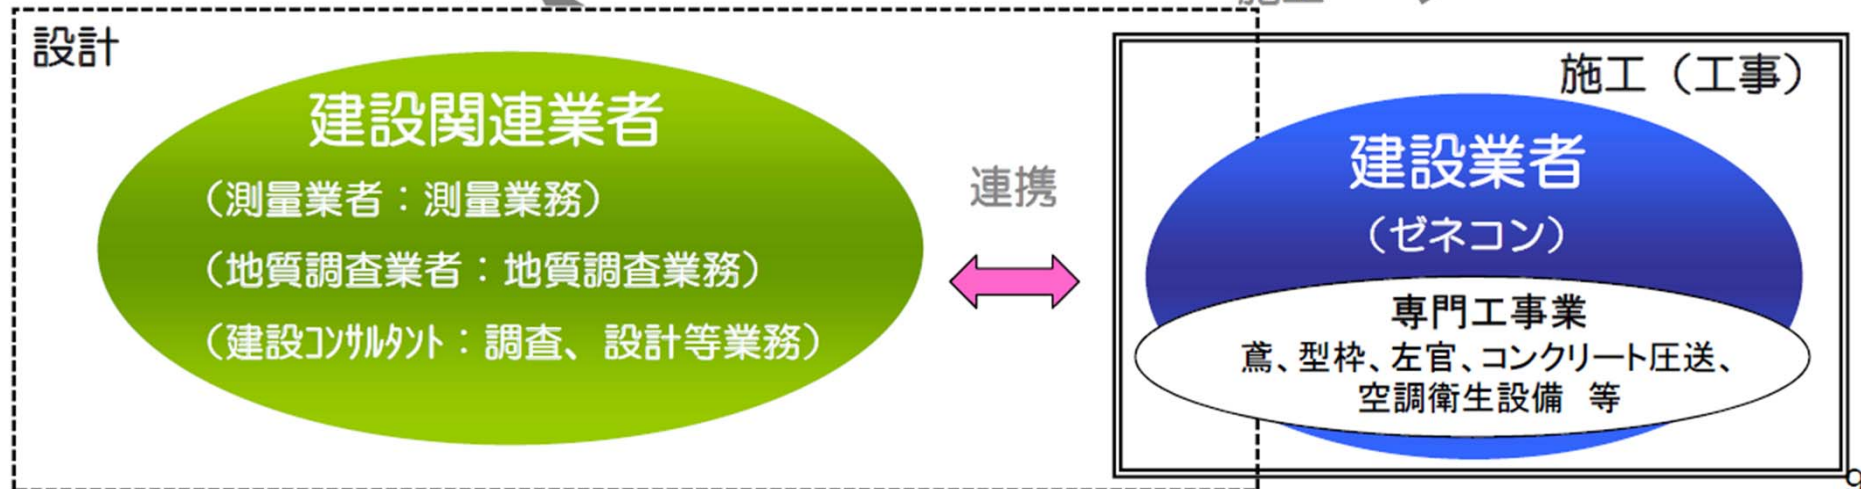 設計
建設関連業者
（測量業者：測量業務）
（地質調査業者：地質調査業務）
（建設ｺﾝｻﾙﾀﾝﾄ：調査、設計等業務）
連携
施工（工事）
建設業者
（ゼネコン）
専門工事業
鳶、型枠、左官、コンクリート圧送、
空調衛生設備　等